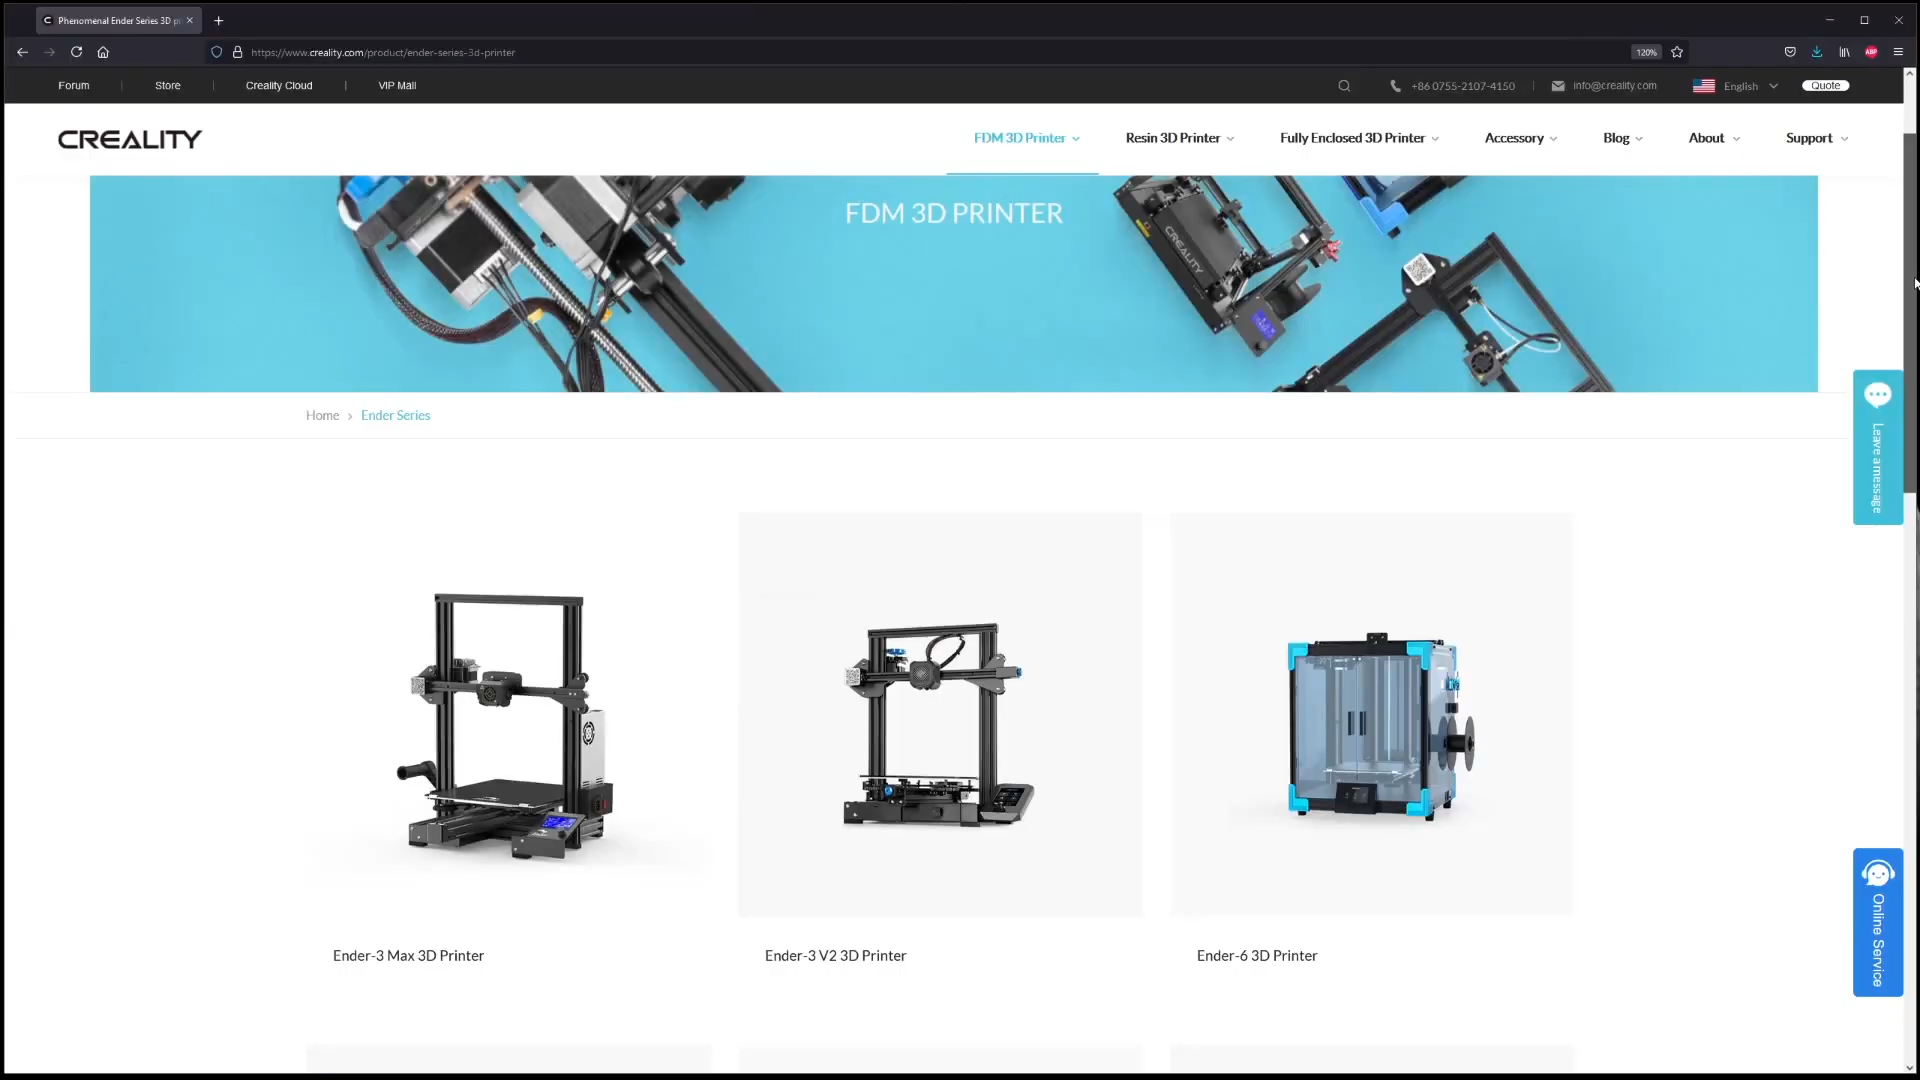 Phenomenal Ender Series 3D pr
https://www.creality.com/product/ender-series-3d-printer
120%
ABP
Forum | Store | Creality Cloud | VIP Mall
+86 0755-2107-4150 | info@creality.com
English
Quote
CREALITY
FDM 3D Printer
Resin 3D Printer
Fully Enclosed 3D Printer
Accessory
Blog
About
Support
FDM 3D PRINTER
CREALITY
Home > Ender Series
Leave a message
Ender-3 Max 3D Printer
Ender-3 V2 3D Printer
Ender-6 3D Printer
Online Service